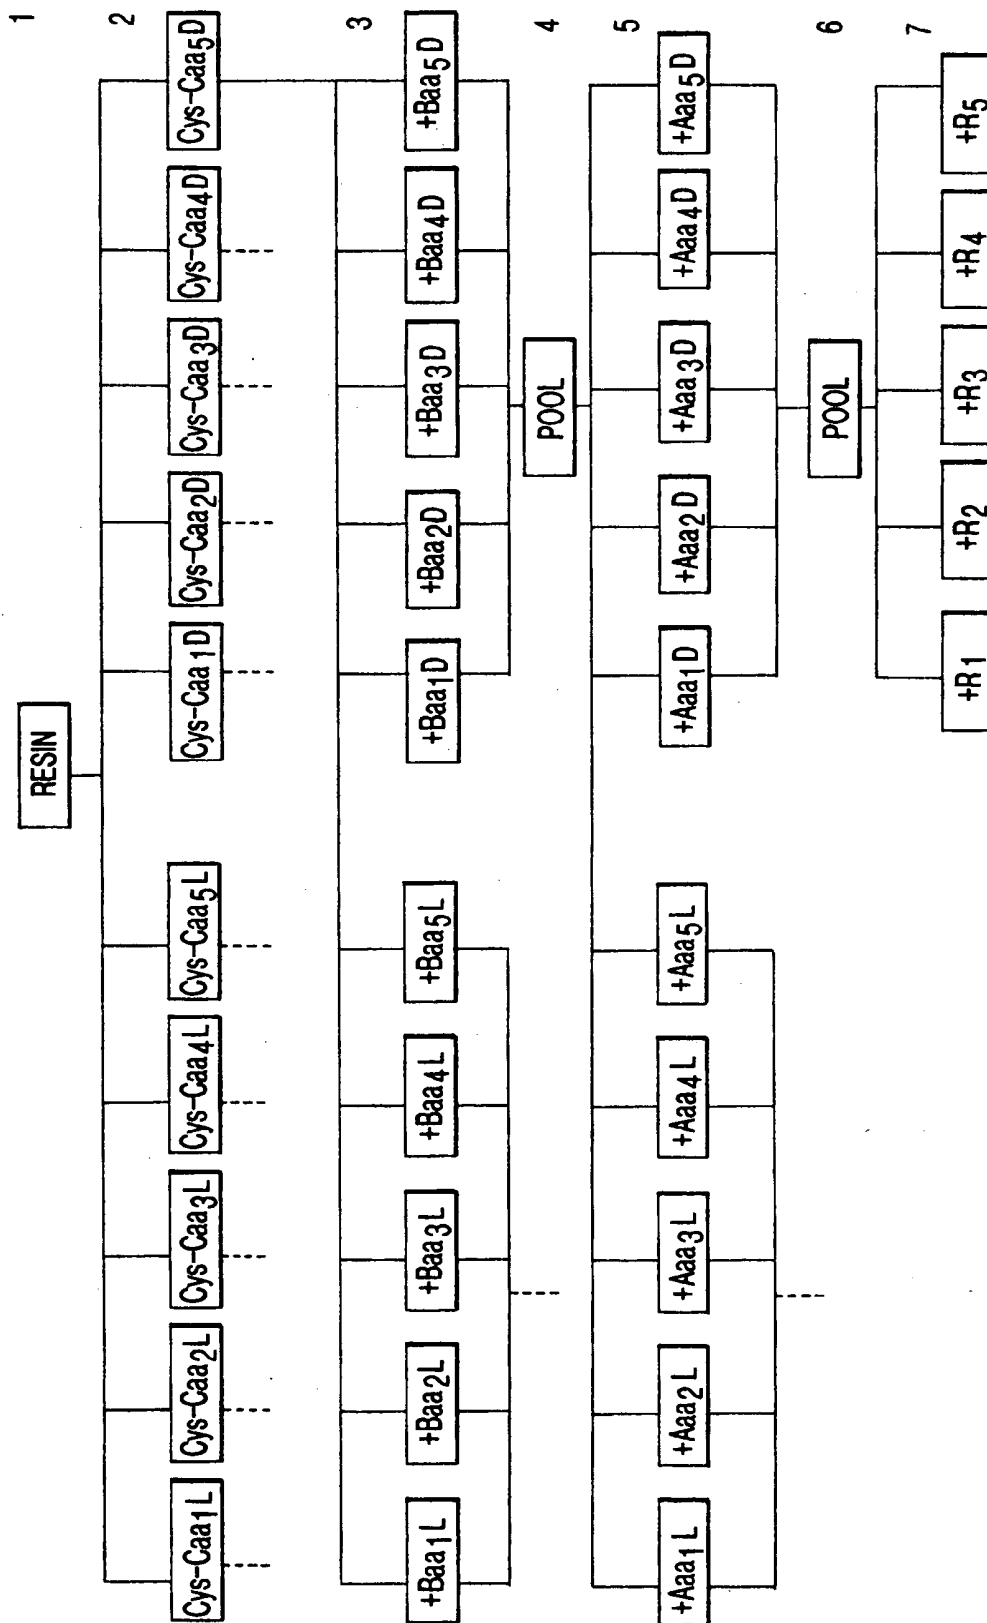 1
RESIN
2
Cys-Caa1L Cys-Caa2L Cys-Caa3L Cys-Caa4L Cys-Caa5L Cys-Caa1D Cys-Caa2D Cys-Caa3D Cys-Caa4D Cys-Caa5D
3
+Baa1L +Baa2L +Baa3L +Baa4L +Baa5L +Baa1D +Baa2D +Baa3D +Baa4D +Baa5D
4
POOL
5
+Aaa1L +Aaa2L +Aaa3L +Aaa4L +Aaa5L +Aaa1D +Aaa2D +Aaa3D +Aaa4D +Aaa5D
6
POOL
7
+R1 +R2 +R3 +R4 +R5